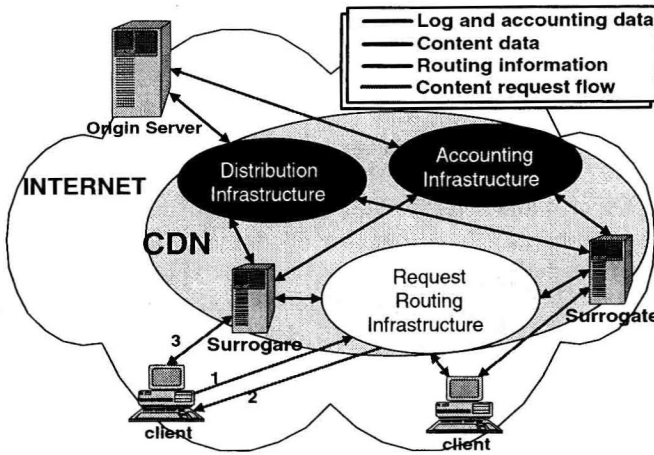 Log and accounting data
Content data
Routing information
Content request flow
Origin Server
Distribution
Infrastructure
Accounting
Infrastructure
INTERNET
CDN
Request
Routing
Infrastructure
Surrogare
Surrogate
3
1
2
client
client